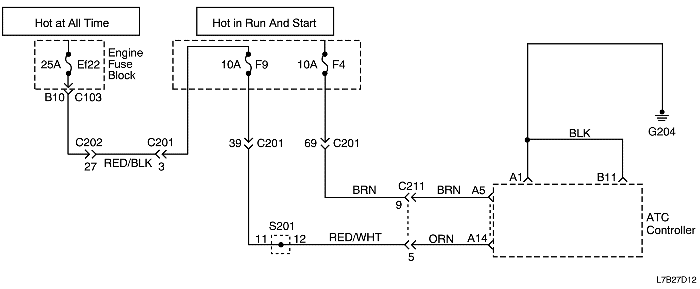 Hot at All Time
Hot in Run And Start
25A
Ef22
Engine
Fuse
Block
10A
F9
10A
F4
B10
C103
C202
C201
27
RED/BLK
3
39
C201
69
C201
BRN
C211
BRN
A5
9
S201
11
12
RED/WHT
ORN
A14
5
BLK
G204
A1
B11
ATC
Controller
L7B27D12